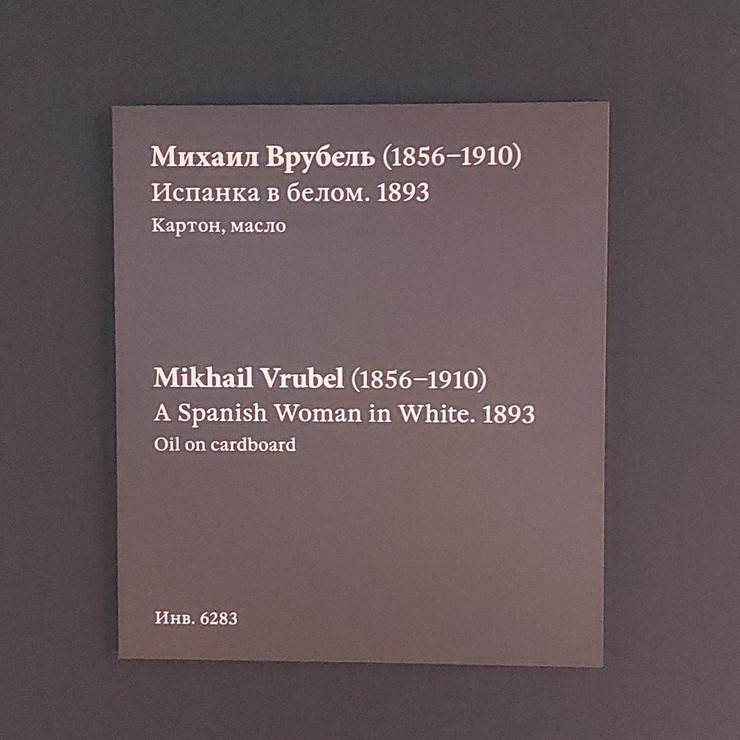 Михаил Врубель (1856–1910)
Испанка в белом. 1893
Картон, масло
Mikhail Vrubel (1856–1910)
A Spanish Woman in White. 1893
Oil on cardboard
Инв. 6283